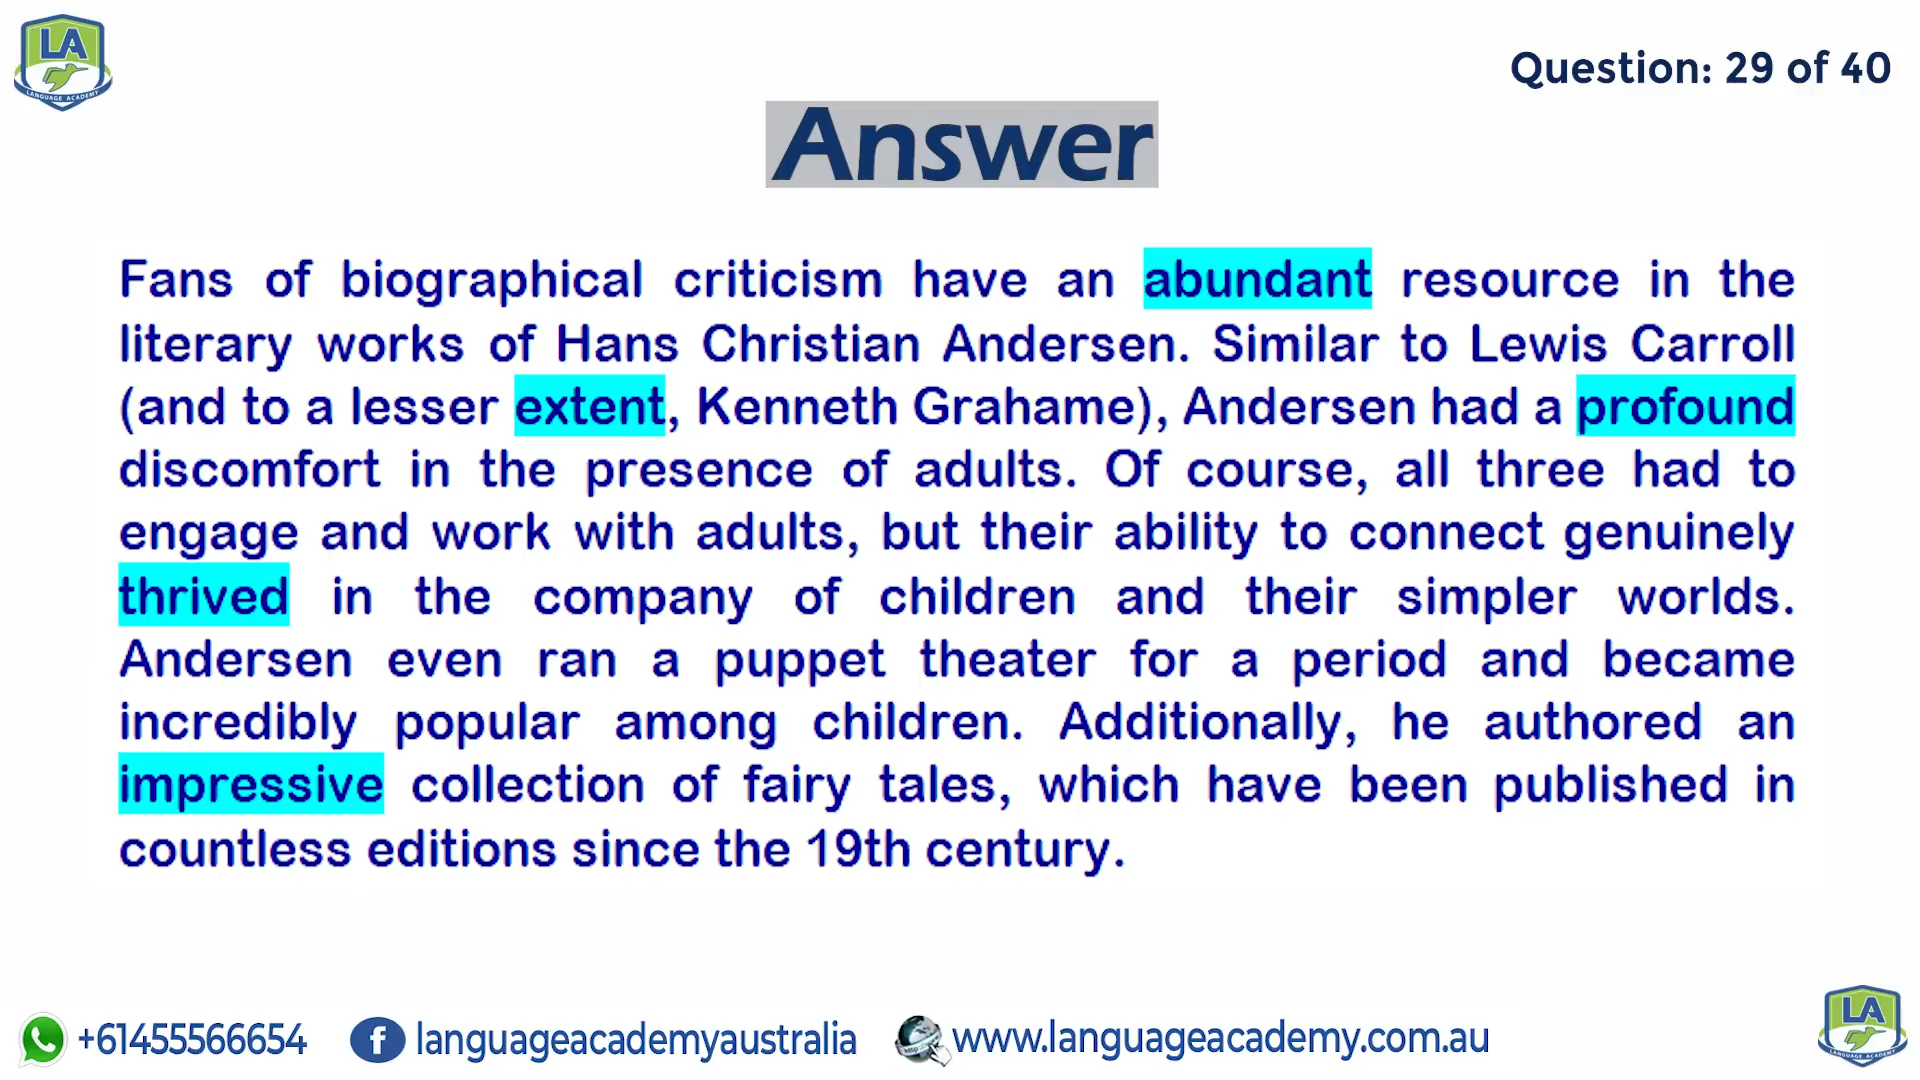 LA
LANGUAGE ACADEMY
Question: 29 of 40
Answer
Fans of biographical criticism have an abundant resource in the
literary works of Hans Christian Andersen. Similar to Lewis Carroll
(and to a lesser extent, Kenneth Grahame), Andersen had a profound
discomfort in the presence of adults. Of course, all three had to
engage and work with adults, but their ability to connect genuinely
thrived in the company of children and their simpler worlds.
Andersen even ran a puppet theater for a period and became
incredibly popular among children. Additionally, he authored an
impressive collection of fairy tales, which have been published in
countless editions since the 19th century.
+61455566654
f
languageacademyaustralia
http
www.languageacademy.com.au
LA
LANGUAGE ACADEMY